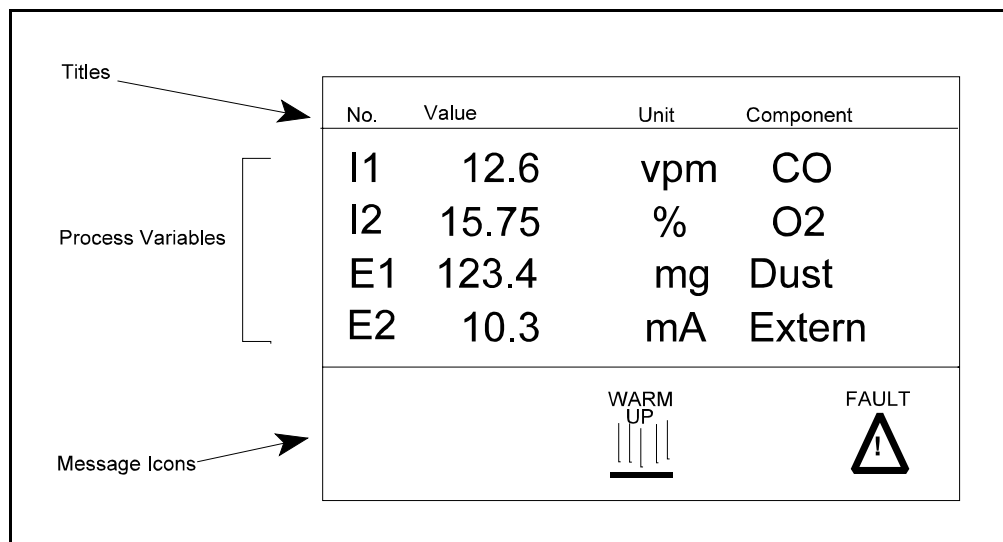 Titles
No. Value Unit Component
I1 12.6 vpm CO
I2 15.75 % O2
Process Variables
E1 123.4 mg Dust
E2 10.3 mA Extern
WARM
UP
FAULT
!
Message Icons